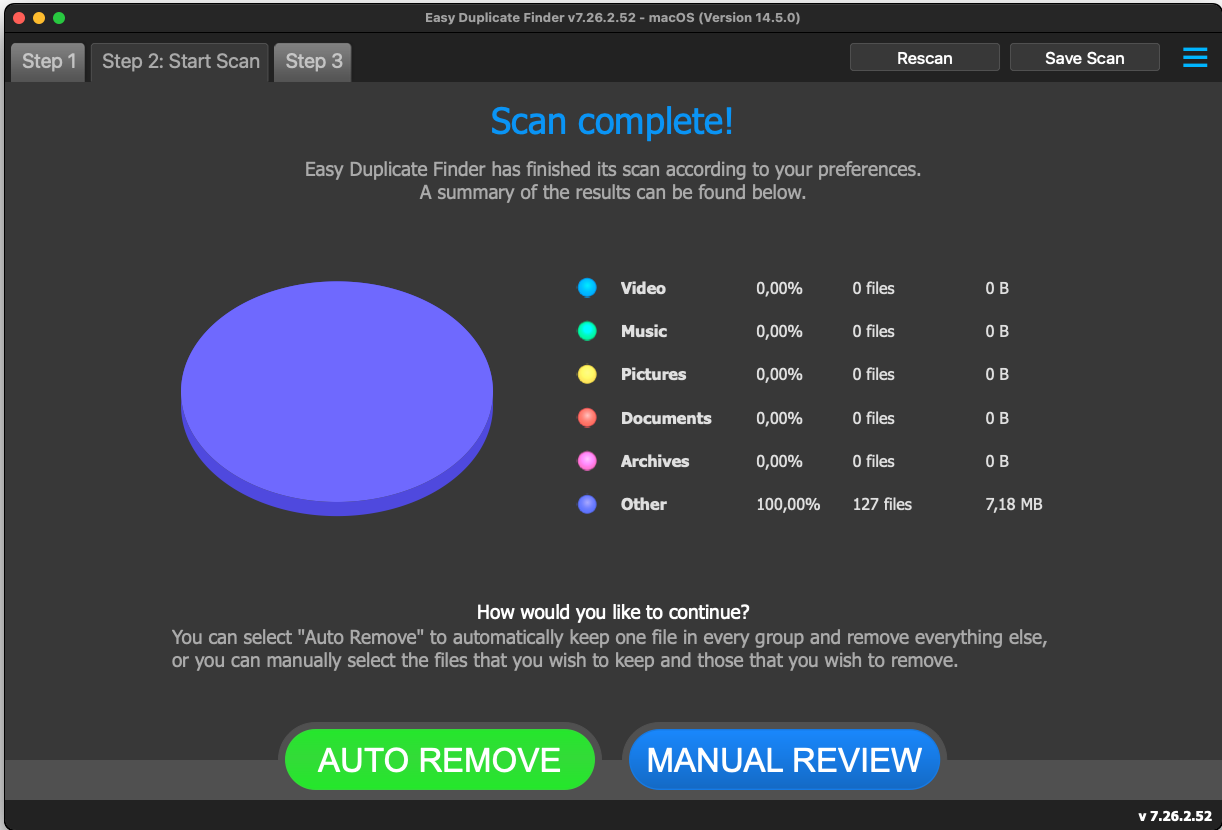 Easy Duplicate Finder v7.26.2.52 - macOS (Version 14.5.0)
Step 1 Step 2: Start Scan Step 3 Rescan Save Scan
Scan complete!
Easy Duplicate Finder has finished its scan according to your preferences.
A summary of the results can be found below.
Video 0,00% 0 files 0 B
Music 0,00% 0 files 0 B
Pictures 0,00% 0 files 0 B
Documents 0,00% 0 files 0 B
Archives 0,00% 0 files 0 B
Other 100,00% 127 files 7,18 MB
How would you like to continue?
You can select "Auto Remove" to automatically keep one file in every group and remove everything else,
or you can manually select the files that you wish to keep and those that you wish to remove.
AUTO REMOVE MANUAL REVIEW
v 7.26.2.52